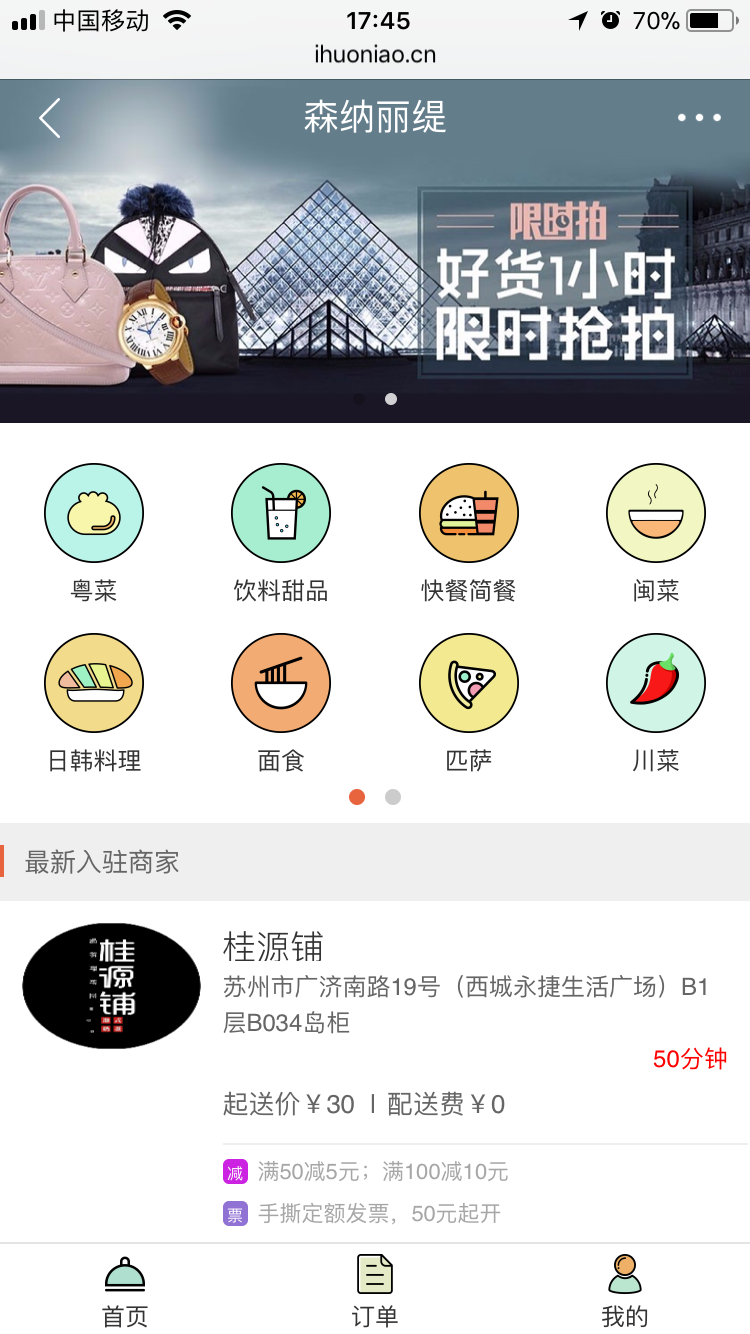 中国移动 17:45 70%
ihuoniao.cn
森纳丽缇
限时拍
好货1小时
限时抢拍
粤菜 饮料甜品 快餐简餐 闽菜
日韩料理 面食 匹萨 川菜
最新入驻商家
桂源铺
桂源铺
苏州市广济南路19号（西城永捷生活广场）B1
层B034岛柜
50分钟
起送价￥30 l 配送费￥0
减 满50减5元；满100减10元
票 手撕定额发票，50元起开
首页 订单 我的